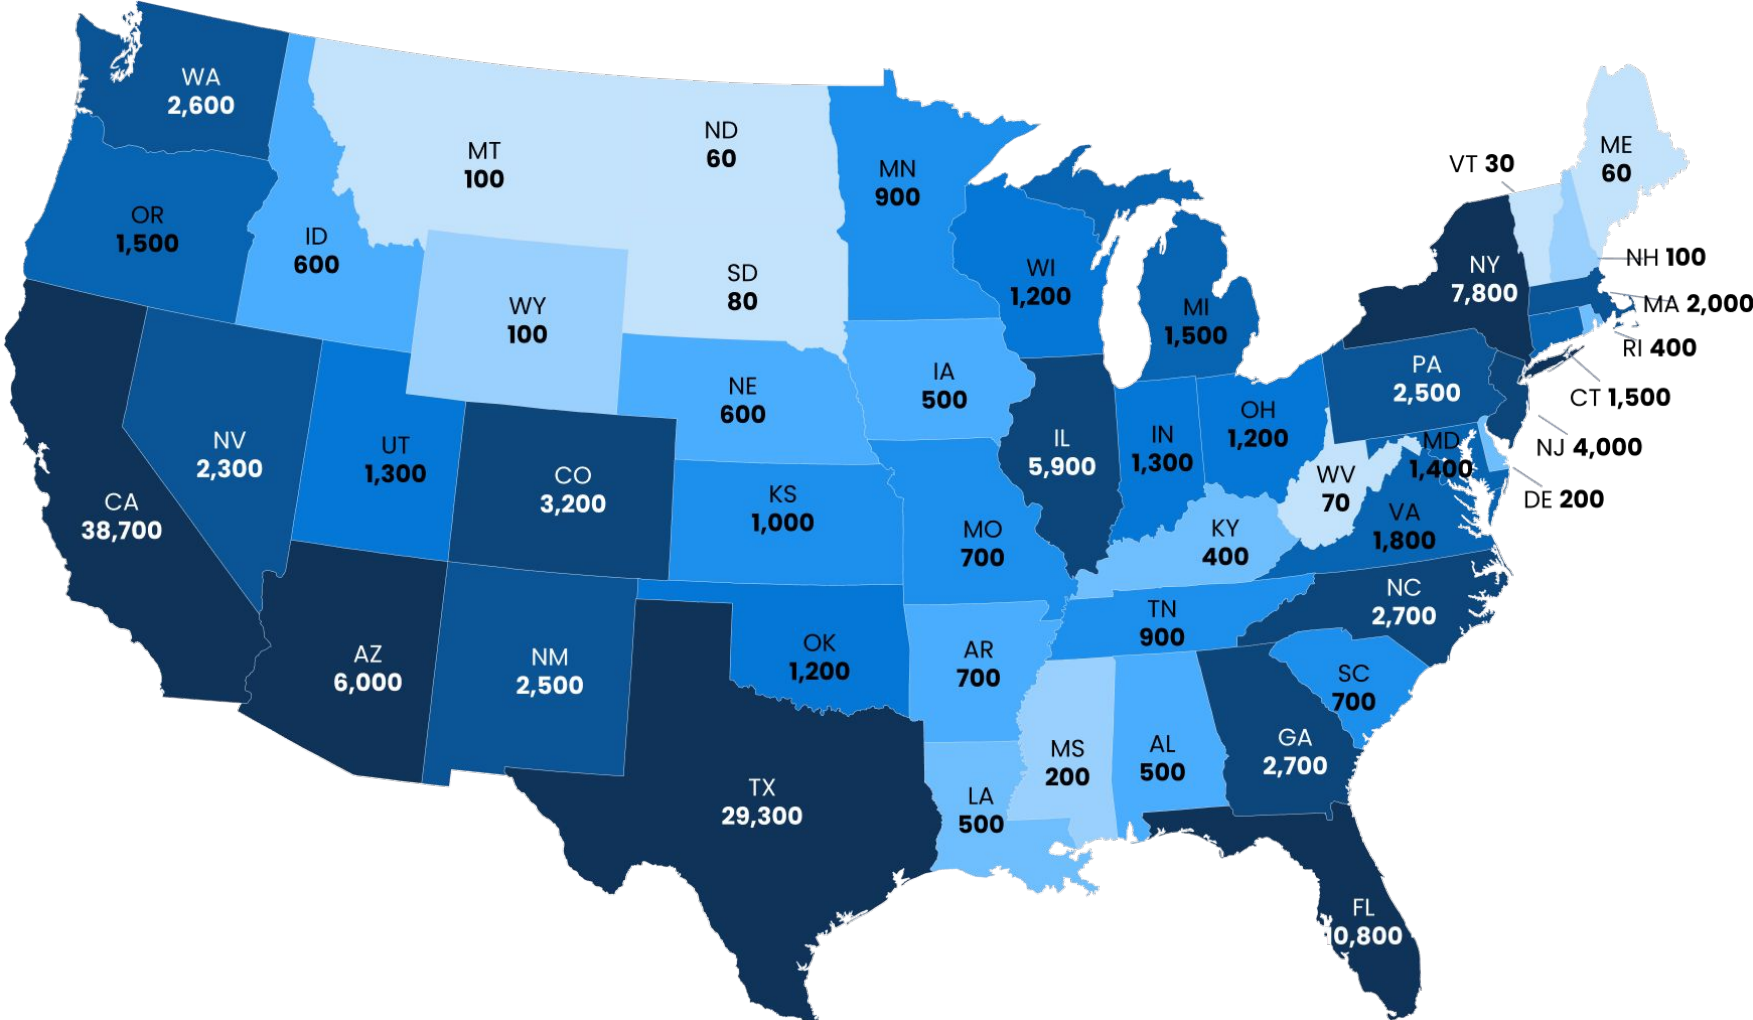 WA
2,600
OR
1,500
ID
600
MT
100
ND
60
SD
80
WY
100
MN
900
WI
1,200
MI
1,500
VT 30
ME
60
NY
7,800
NH 100
MA 2,000
RI 400
CT 1,500
NJ 4,000
DE 200
PA
2,500
MD
1,400
CA
38,700
NV
2,300
UT
1,300
CO
3,200
NE
600
IA
500
KS
1,000
MO
700
IL
5,900
IN
1,300
OH
1,200
WV
70
VA
1,800
KY
400
NC
2,700
TN
900
AZ
6,000
NM
2,500
OK
1,200
AR
700
SC
700
TX
29,300
LA
500
MS
200
AL
500
GA
2,700
FL
10,800